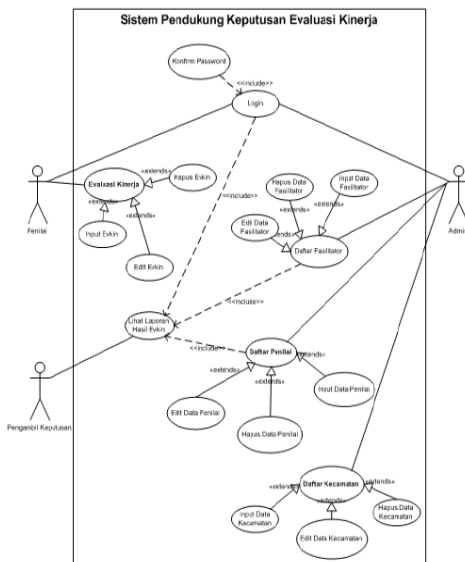 Sistem Pendukung Keputusan Evaluasi Kinerja
Konfirm Password
<<include>>
Login
Evaluasi Kinerja
«extends»
Hapus Evkin
«extends»
«extends»
Input Evkin
Edit Evkin
Penilai
<<include>>
Hapus Data
Fasilitator
Input Data
Fasilitator
Edit Data
Fasilitator
«extends»
«extends»
Daftar Fasilitator
Admin
<<include>>
Lihat Laporan
Hasil Evkin
<<include>>
Daftar Penilai
«extends»
«extends»
«extends»
Input Data Penilai
Edit Data Penilai
Hapus Data Penilai
Pengambil Keputusan
Daftar Kecamatan
«extends»
«extends»
«extends»
Input Data
Kecamatan
Hapus Data
Kecamatan
Edit Data Kecamatan